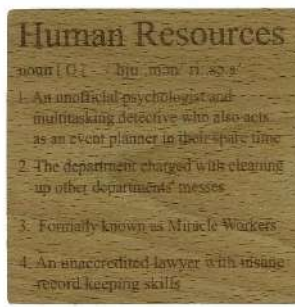 Human Resources
noun
1. An unofficial psychologist and
multitasking detective who also acts
as an event planner in their spare time
2. The department charged with cleaning
up other departments' messes
3. Formally known as Miracle Workers
4. An unaccredited lawyer with insane
record keeping skills